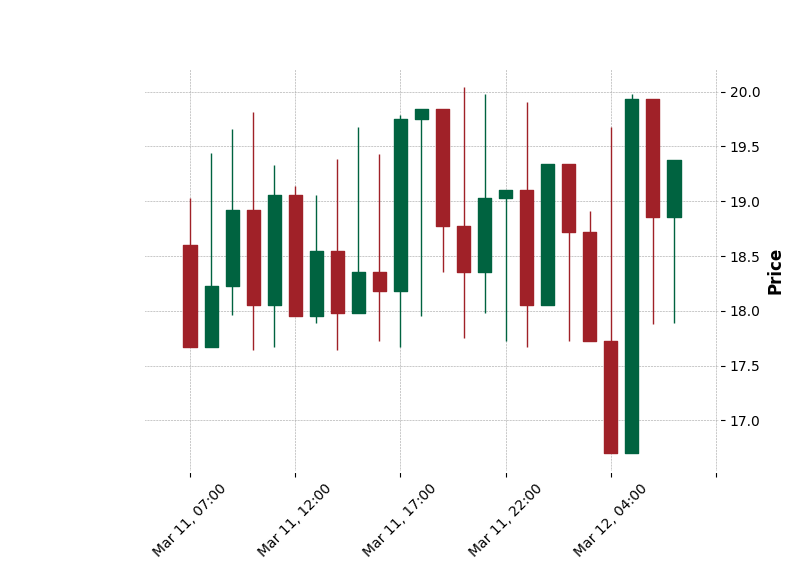 20.0
19.5
19.0
18.5
18.0
17.5
17.0
Price
Mar 11, 07:00
Mar 11, 12:00
Mar 11, 17:00
Mar 11, 22:00
Mar 12, 04:00